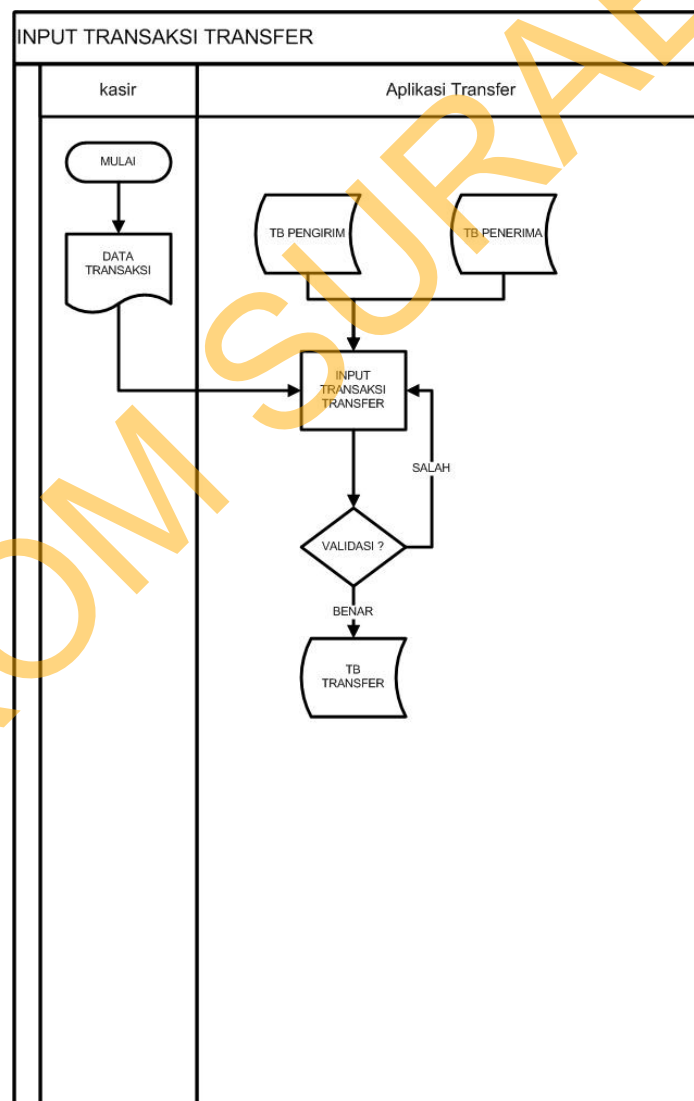 INPUT TRANSAKSI TRANSFER
kasir
Aplikasi Transfer
MULAI
DATA
TRANSAKSI
TB PENGIRIM
TB PENERIMA
INPUT
TRANSAKSI
TRANSFER
SALAH
VALIDASI ?
BENAR
TB
TRANSFER